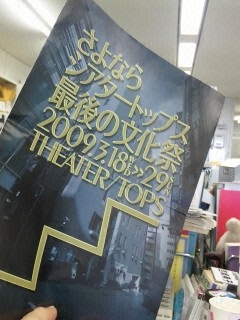 さよなら
シアタートップス
最後の文化祭
2009.3.18水>>29日
THEATER/TOPS